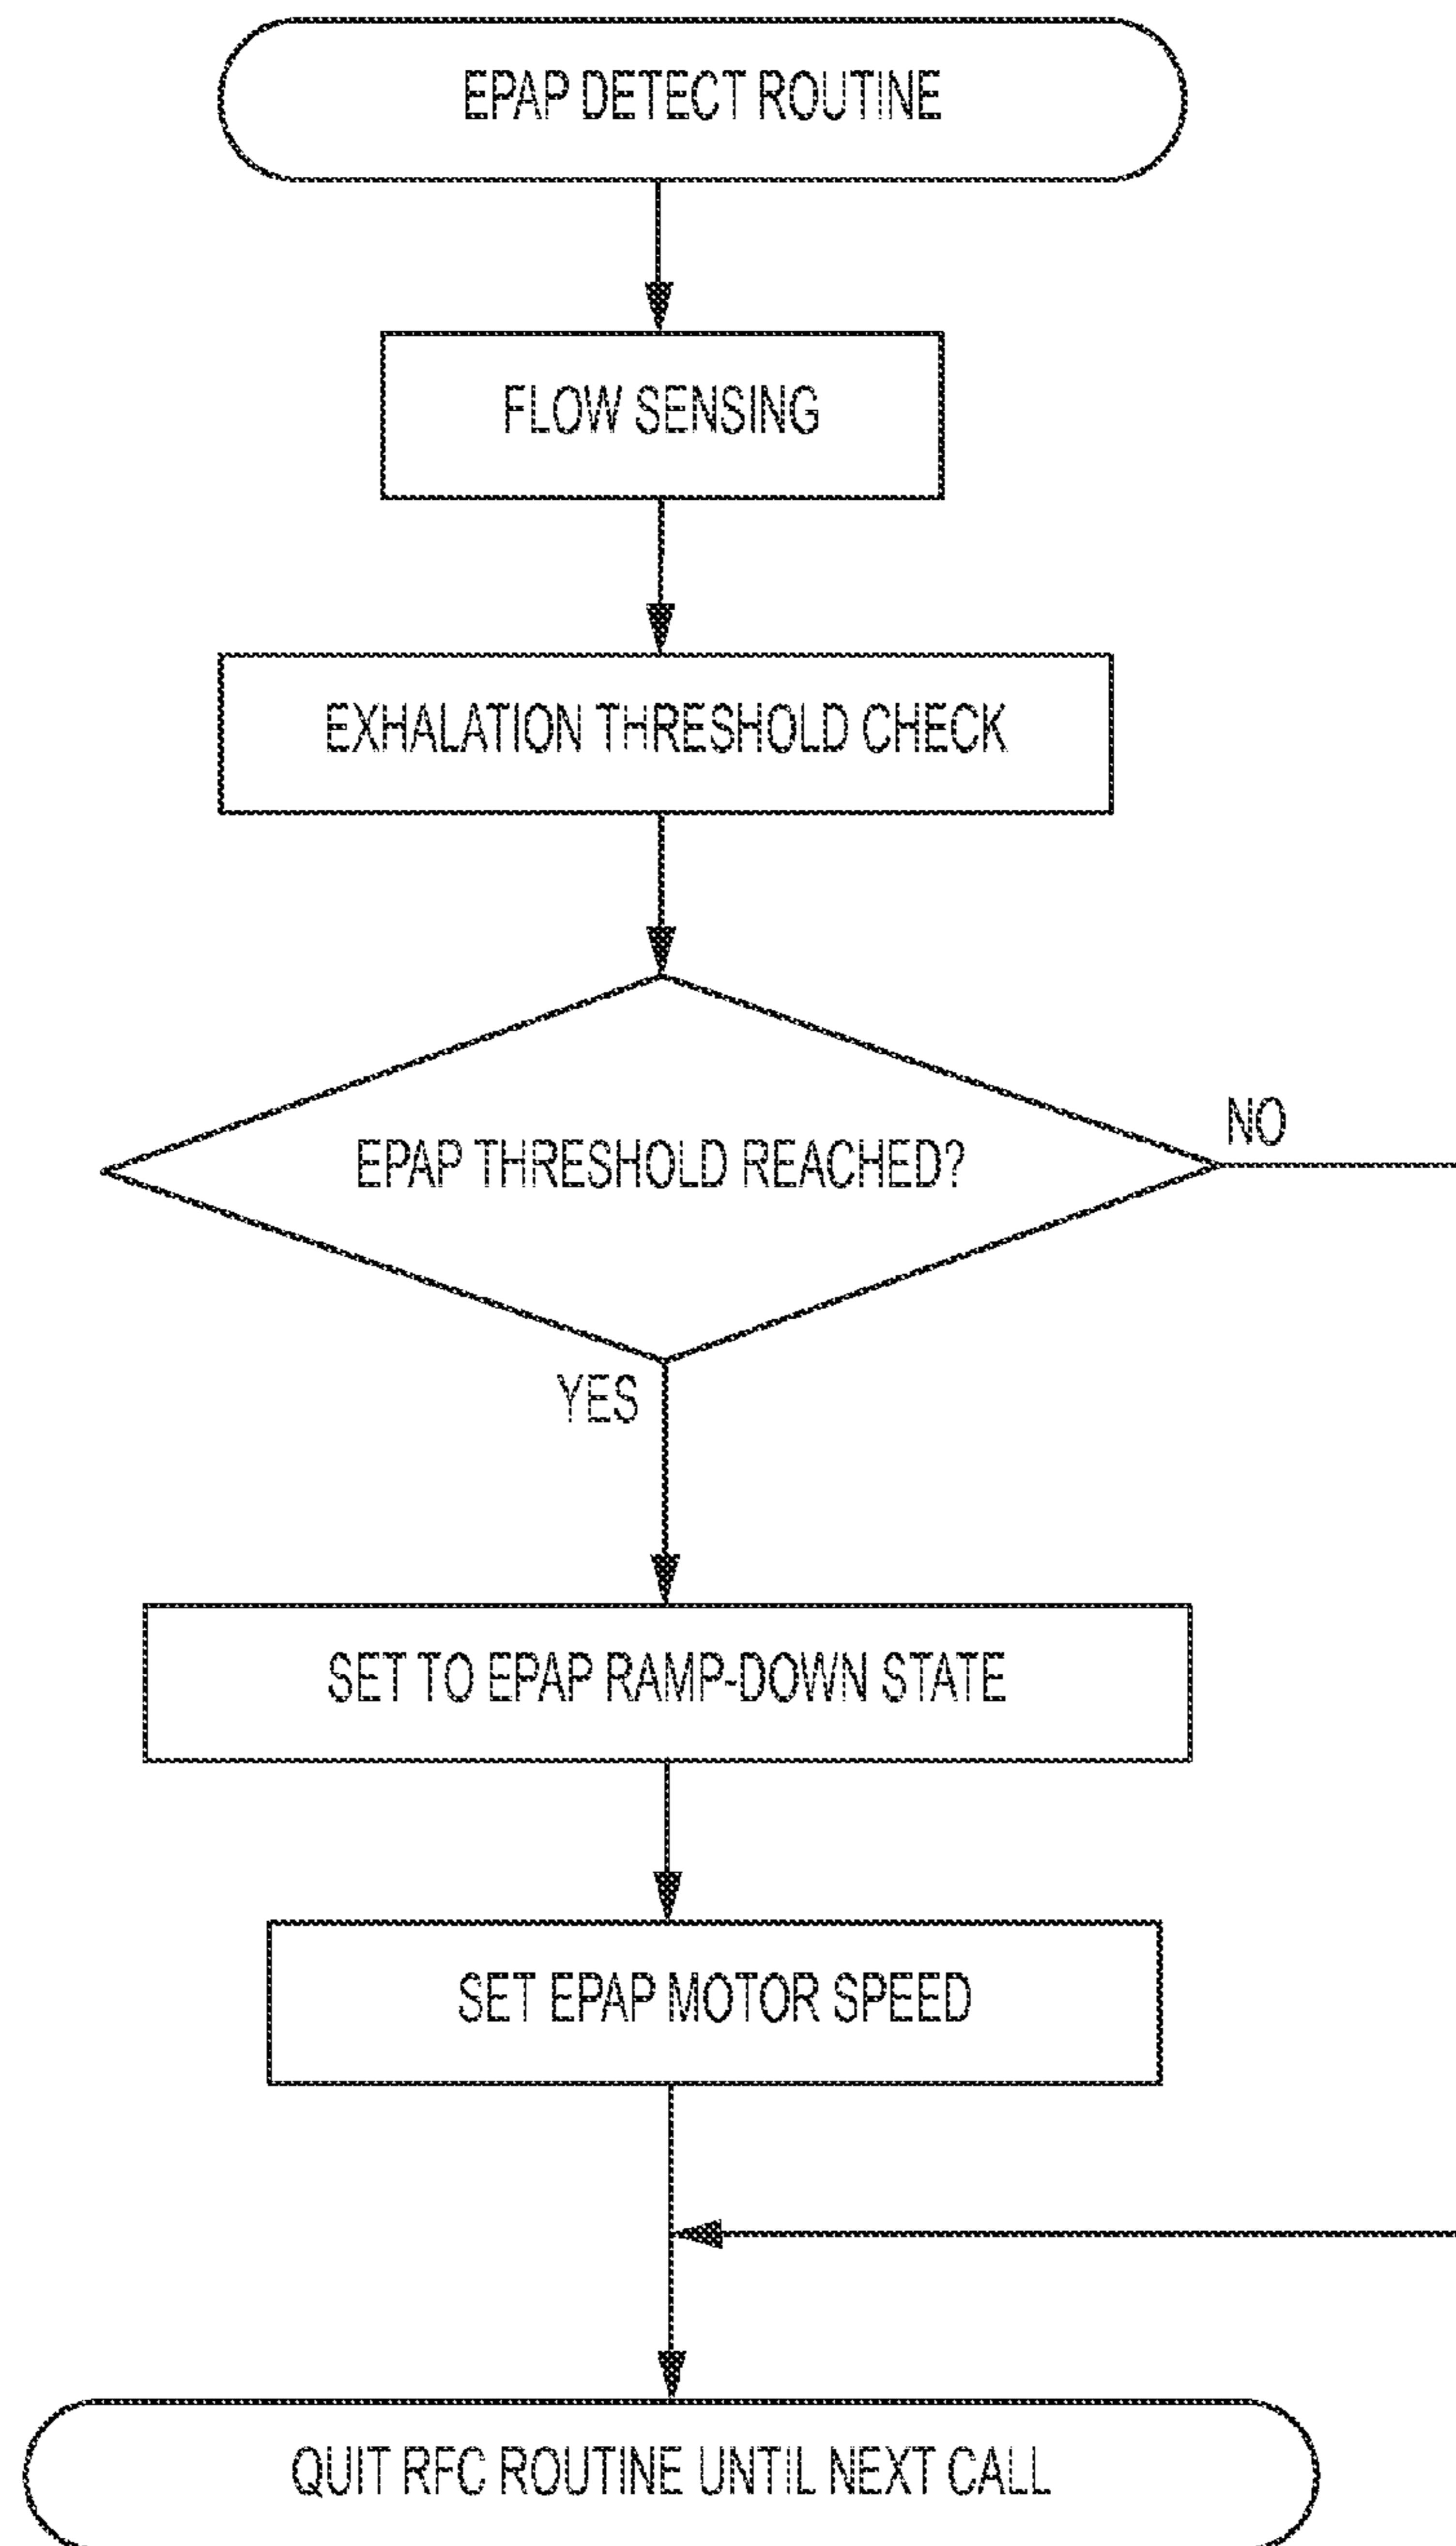 EPAP DETECT ROUTINE
FLOW SENSING
EXHALATION THRESHOLD CHECK
EPAP THRESHOLD REACHED?
NO
YES
SET TO EPAP RAMP-DOWN STATE
SET EPAP MOTOR SPEED
QUIT RFC ROUTINE UNTIL NEXT CALL